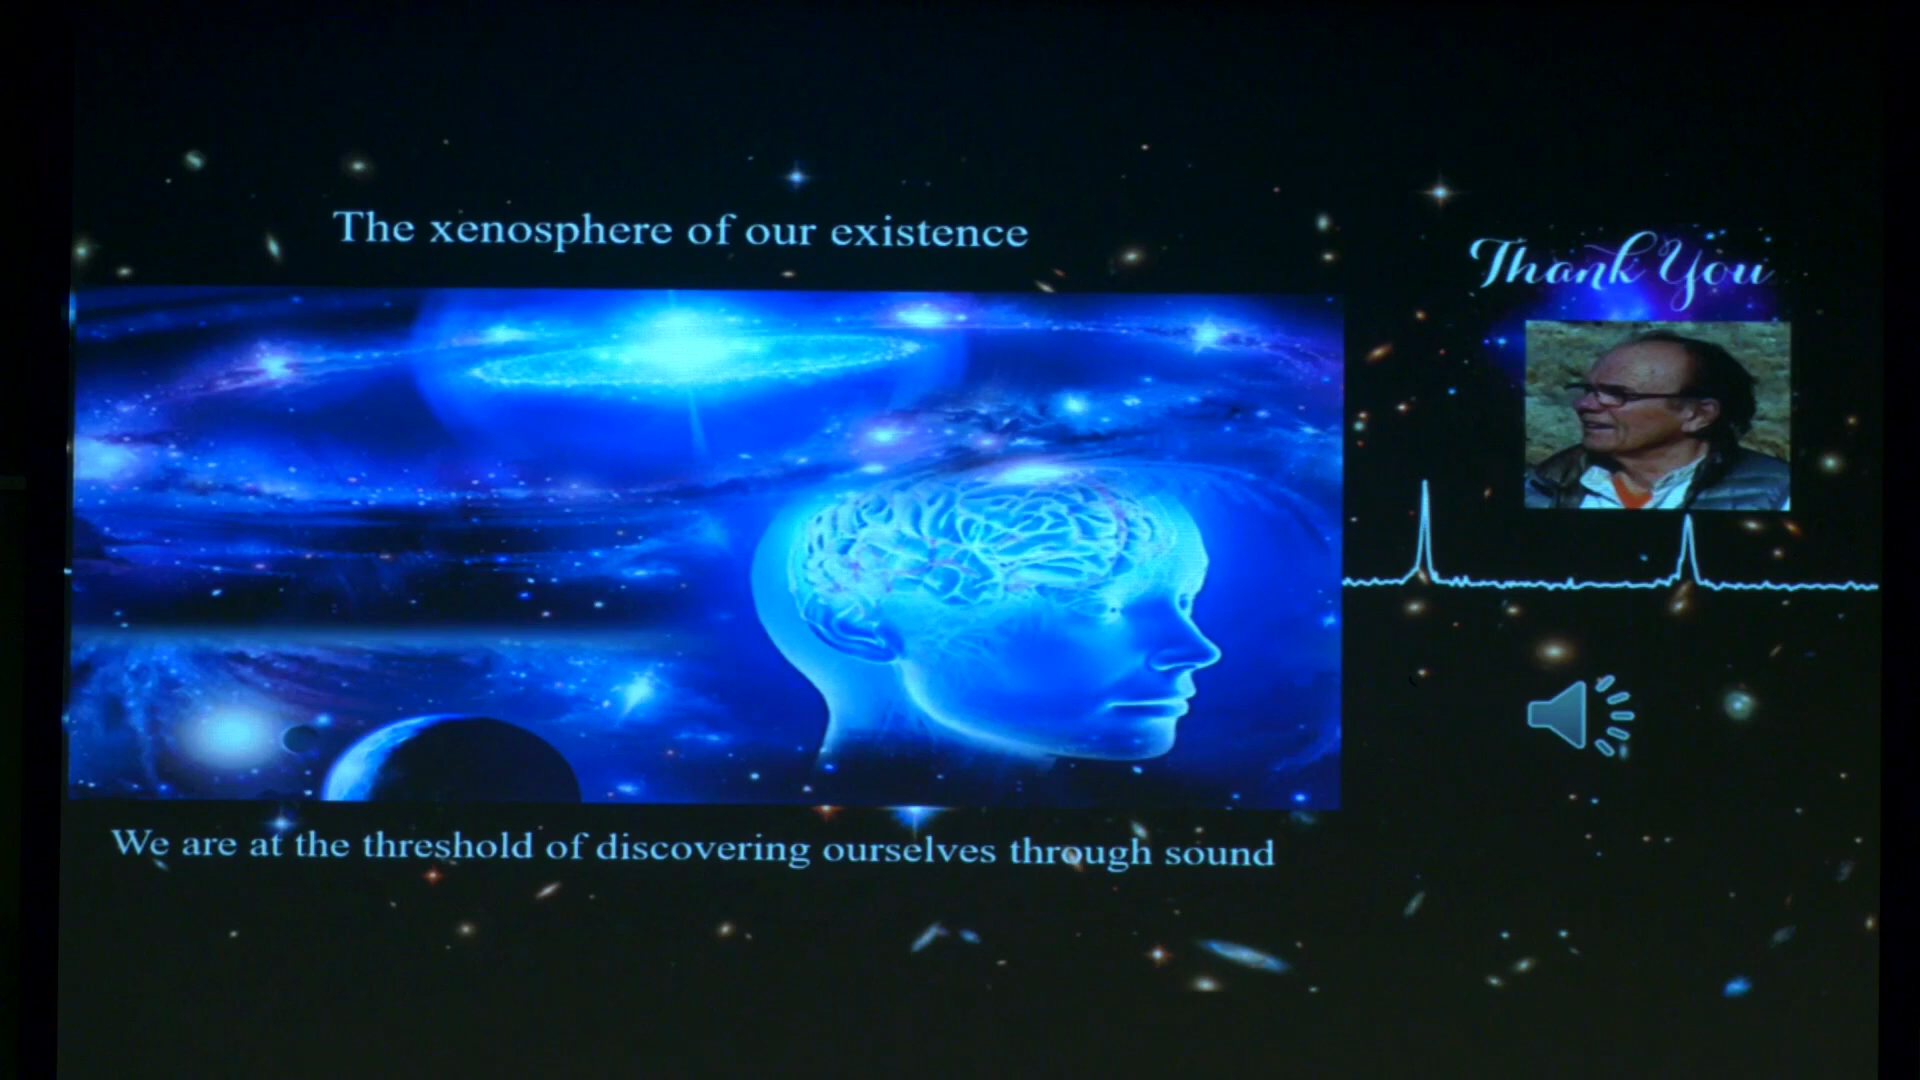 The xenosphere of our existence
Thank You
We are at the threshold of discovering ourselves through sound